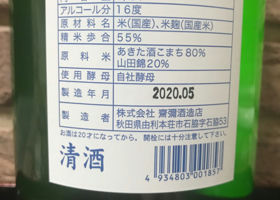 アルコール分 16度
原材料名 米(国産)、米麹(国産米)
精米歩合 55%
原料米 あきた酒こまち80%
山田錦20%
使用酵母 自社酵母
製造年月 2020.05
製造者 株式会社 齋彌酒造店
秋田県由利本荘市石脇字石脇53
お酒は20才になってから。開栓には十分ご注意ください。
清酒
4 934803 001857